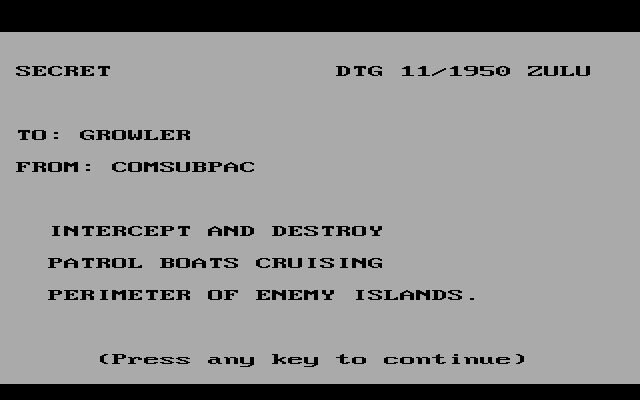 SECRET DTG 11/1950 ZULU
TO: GROWLER
FROM: COMSUBPAC
INTERCEPT AND DESTROY
PATROL BOATS CRUISING
PERIMETER OF ENEMY ISLANDS.
(Press any key to continue)